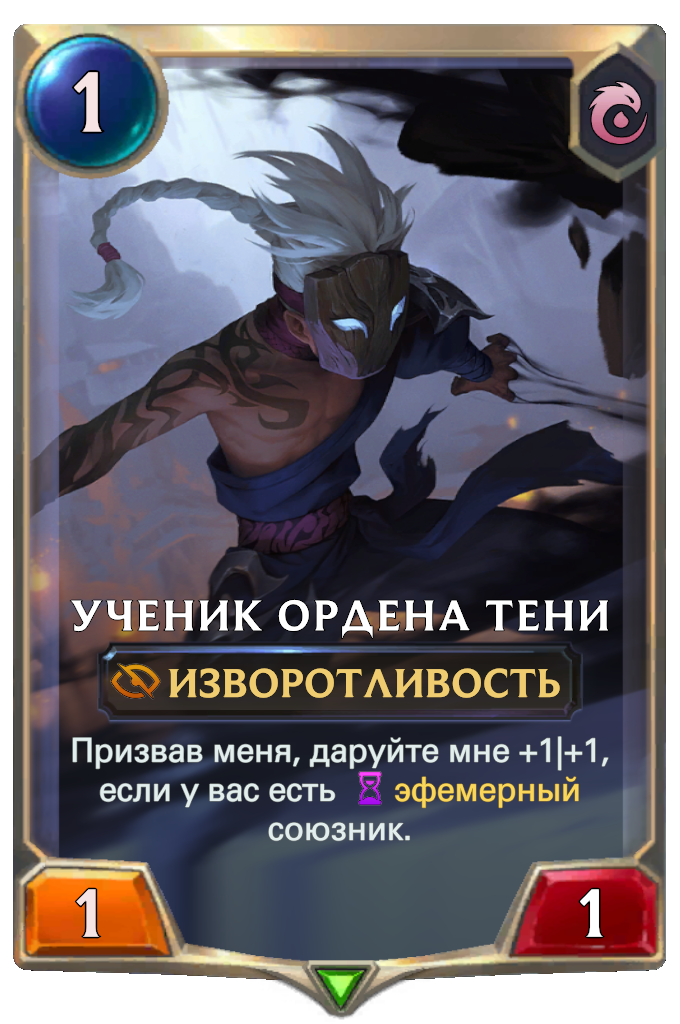 1
УЧЕНИК ОРДЕНА ТЕНИ
ИЗВОРОТЛИВОСТЬ
Призвав меня, даруйте мне +1|+1,
если у вас есть эфемерный
союзник.
1
1